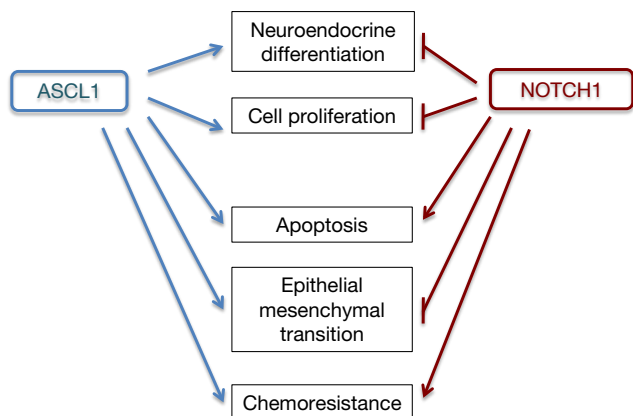 Neuroendocrine
differentiation
ASCL1
NOTCH1
Cell proliferation
Apoptosis
Epithelial
mesenchymal
transition
Chemoresistance